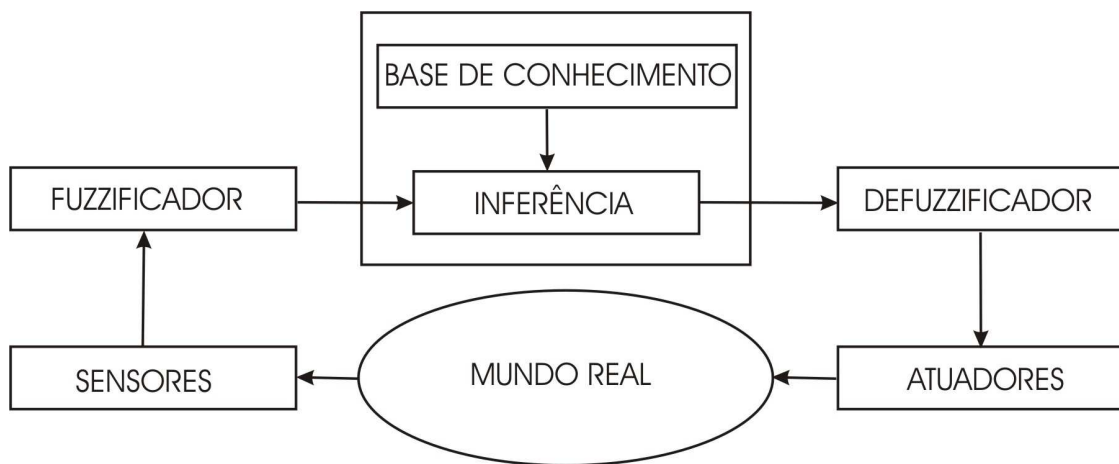 BASE DE CONHECIMENTO
FUZZIFICADOR
INFERÊNCIA
DEFUZZIFICADOR
SENSORES
MUNDO REAL
ATUADORES